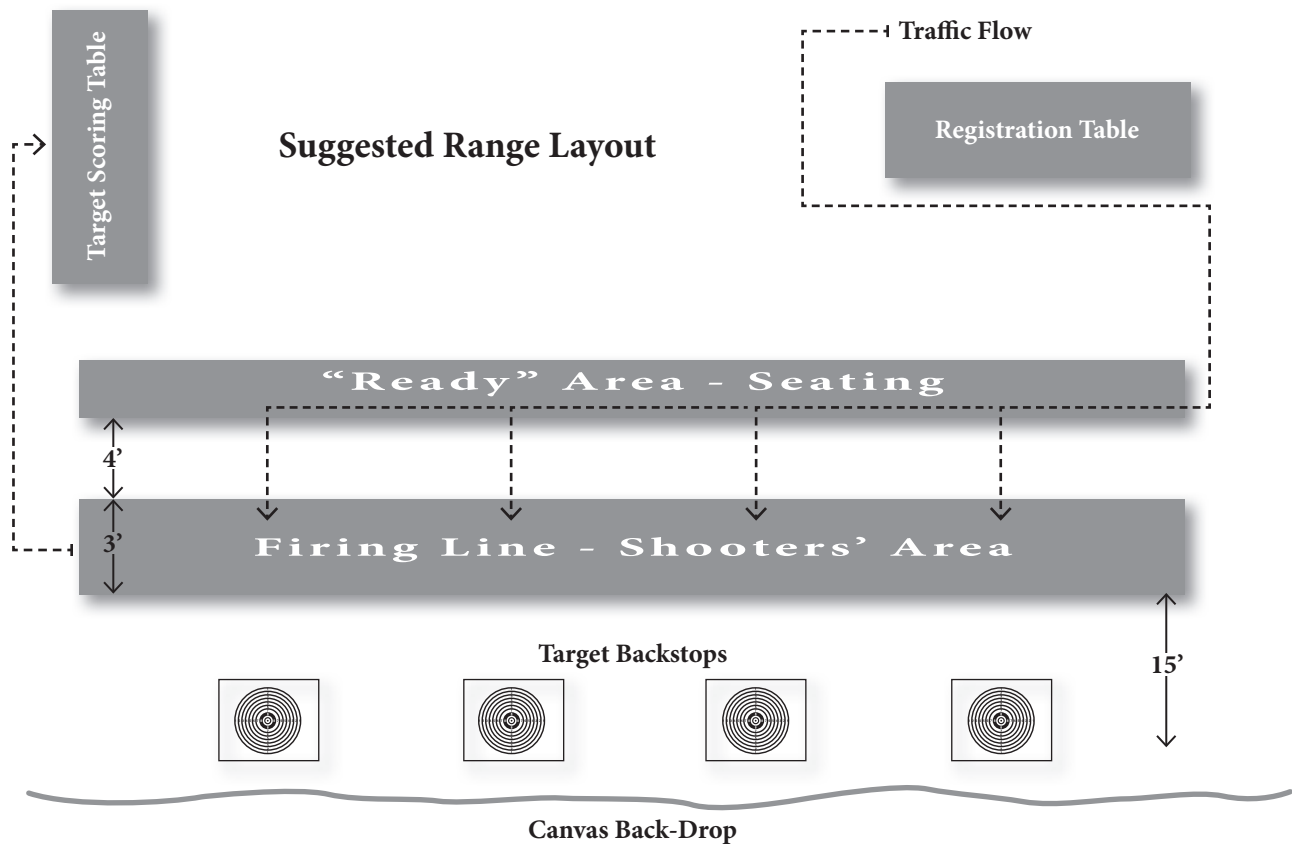 Traffic Flow
Target Scoring Table
Registration Table
Suggested Range Layout
“Ready” Area - Seating
4’
3’
Firing Line - Shooters’ Area
Target Backstops
15’
Canvas Back-Drop